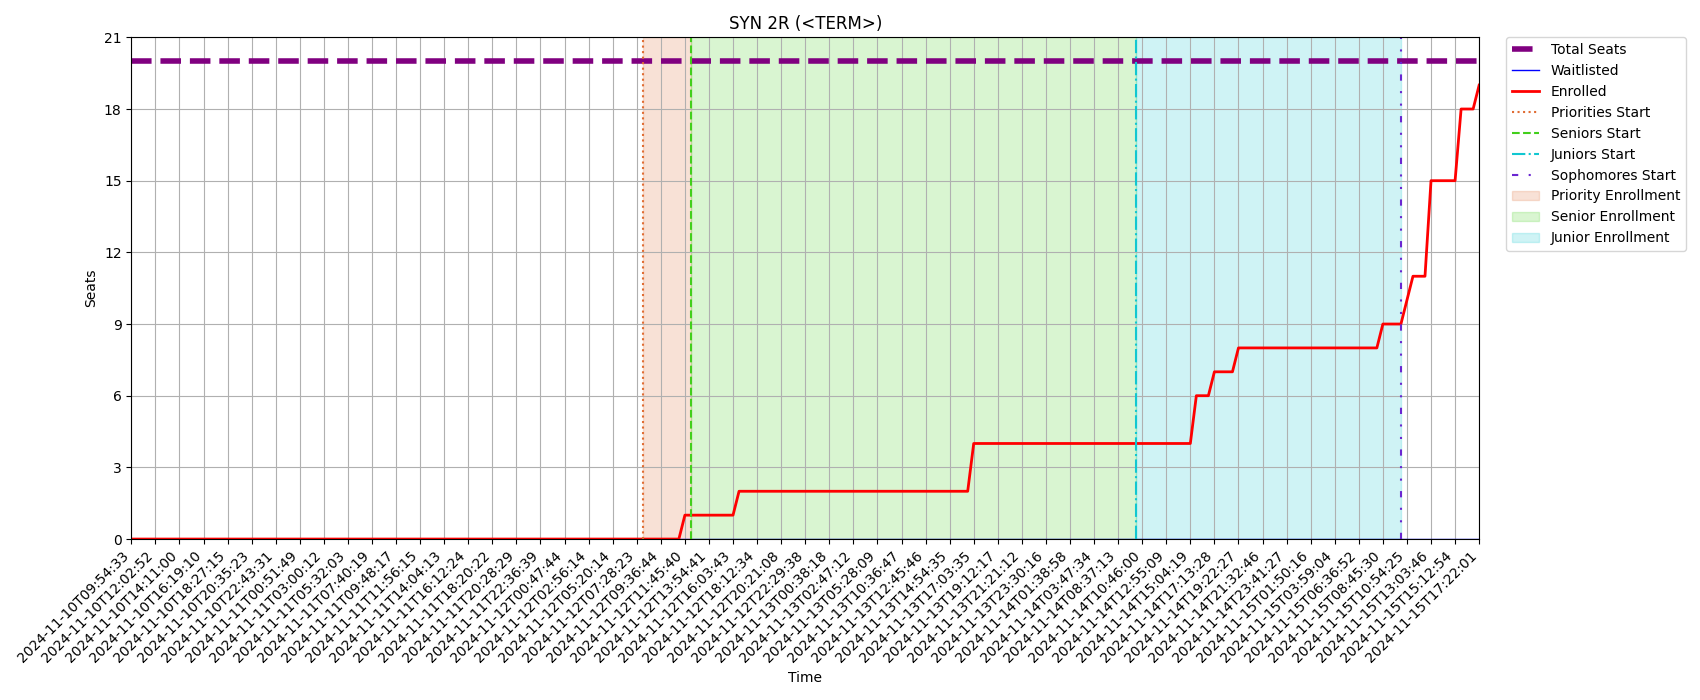 SYN 2R (<TERM>)
21
18
15
12
9
6
3
0
Seats
2024-11-10T09:54:33
2024-11-10T12:02:52
2024-11-10T14:11:00
2024-11-10T16:19:10
2024-11-10T18:27:15
2024-11-10T20:35:23
2024-11-10T22:43:31
2024-11-11T00:51:49
2024-11-11T03:00:12
2024-11-11T05:32:03
2024-11-11T07:40:19
2024-11-11T09:48:17
2024-11-11T11:56:15
2024-11-11T14:04:13
2024-11-11T16:12:24
2024-11-11T18:20:22
2024-11-11T20:28:29
2024-11-11T22:36:39
2024-11-12T00:47:44
2024-11-12T02:56:14
2024-11-12T05:20:14
2024-11-12T07:28:23
2024-11-12T09:36:44
2024-11-12T11:45:40
2024-11-12T13:54:41
2024-11-12T16:03:43
2024-11-12T18:12:34
2024-11-12T20:21:08
2024-11-12T22:29:38
2024-11-13T00:38:18
2024-11-13T02:47:12
2024-11-13T05:28:09
2024-11-13T10:36:47
2024-11-13T12:45:46
2024-11-13T14:54:35
2024-11-13T17:03:35
2024-11-13T19:12:17
2024-11-13T21:21:12
2024-11-13T23:30:16
2024-11-14T01:38:58
2024-11-14T03:47:34
2024-11-14T08:37:13
2024-11-14T10:46:00
2024-11-14T12:55:09
2024-11-14T15:04:19
2024-11-14T17:13:28
2024-11-14T19:22:27
2024-11-14T21:32:46
2024-11-14T23:41:27
2024-11-15T01:50:16
2024-11-15T03:59:04
2024-11-15T06:36:52
2024-11-15T08:45:30
2024-11-15T10:54:25
2024-11-15T13:03:46
2024-11-15T15:12:54
2024-11-15T17:22:01
Time
Total Seats
Waitlisted
Enrolled
Priorities Start
Seniors Start
Juniors Start
Sophomores Start
Priority Enrollment
Senior Enrollment
Junior Enrollment